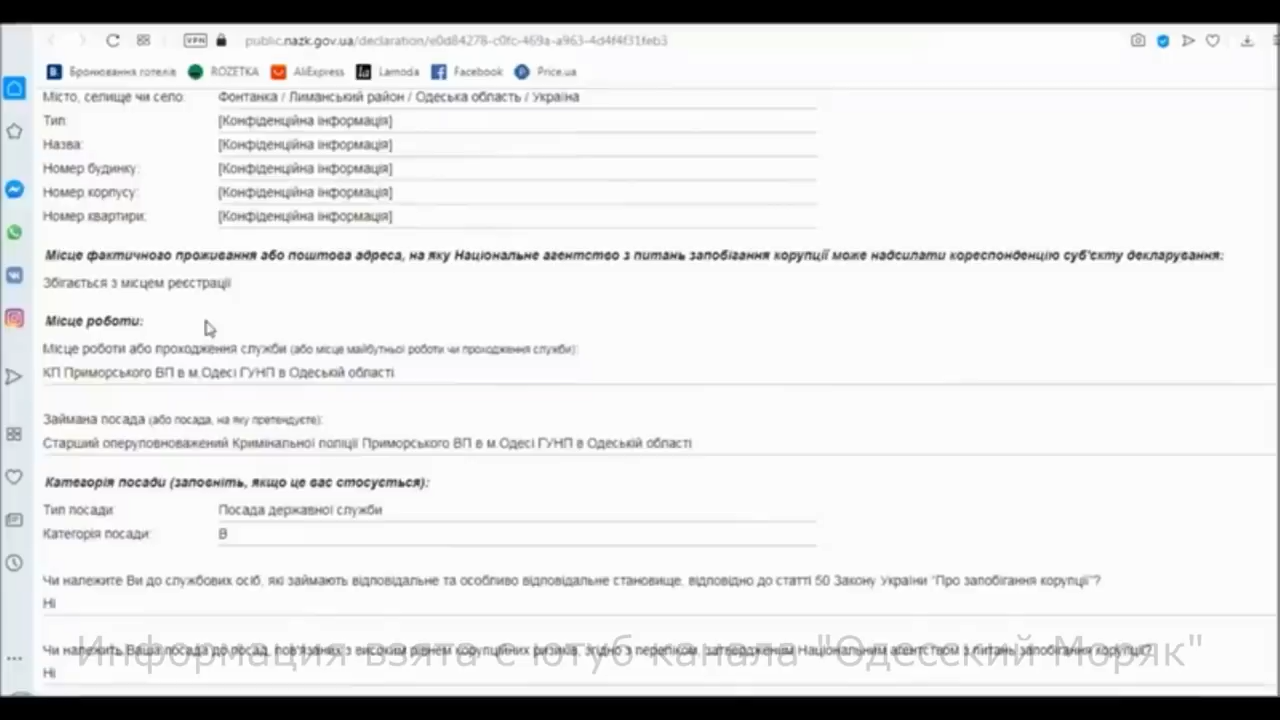 VPN public.nazk.gov.ua/declaration/e0d84278-c0fc-469a-a963-4d4f4f31feb3
Бронювання готелів ROZETKA AliExpress Lamoda Facebook Price.ua
Місто, селище чи село: Фонтанка / Лиманський район / Одеська область / Україна
Тип: [Конфіденційна інформація]
Назва: [Конфіденційна інформація]
Номер будинку: [Конфіденційна інформація]
Номер корпусу: [Конфіденційна інформація]
Номер квартири: [Конфіденційна інформація]
Місце фактичного проживання або поштова адреса, на яку Національне агентство з питань запобігання корупції може надсилати кореспонденцію суб'єкту декларування:
Збігається з місцем реєстрації
Місце роботи:
Місце роботи або проходження служби (або місце майбутньої роботи чи проходження служби):
КП Приморського ВП в м.Одесі ГУНП в Одеській області
Займана посада (або посада, на яку претендуєте):
Старший оперуповноважений Кримінальної поліції Приморського ВП в м.Одесі ГУНП в Одеській області
Категорія посади (заповніть, якщо це вас стосується):
Тип посади: Посада державної служби
Категорія посади: В
Чи належите Ви до службових осіб, які займають відповідальне та особливо відповідальне становище, відповідно до статті 50 Закону України "Про запобігання корупції"?
Ні
Чи належить Ваша посада до посад, пов'язаних з високим рівнем корупційних ризиків, згідно з переліком, затвердженим Національним агентством з питань запобігання корупції?
Информация взята с ютуб канала "Одесский Моряк"
Ні